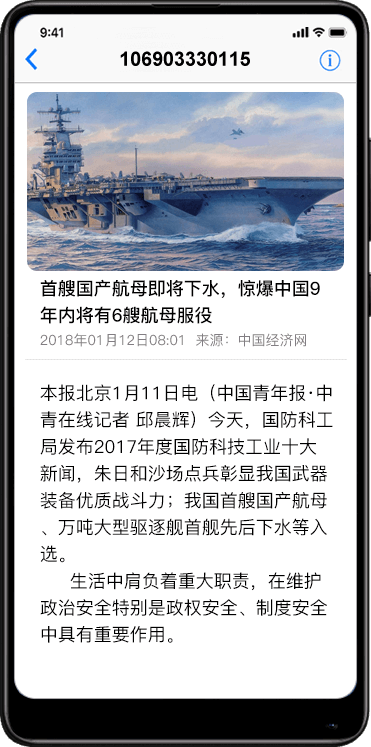 9:41
106903330115
首艘国产航母即将下水，惊爆中国9
年内将有6艘航母服役
2018年01月12日08:01 来源：中国经济网
本报北京1月11日电（中国青年报·中
青在线记者 邱晨辉）今天，国防科工
局发布2017年度国防科技工业十大
新闻，朱日和沙场点兵彰显我国武器
装备优质战斗力；我国首艘国产航母
、万吨大型驱逐舰首舰先后下水等入
选。
生活中肩负着重大职责，在维护
政治安全特别是政权安全、制度安全
中具有重要作用。